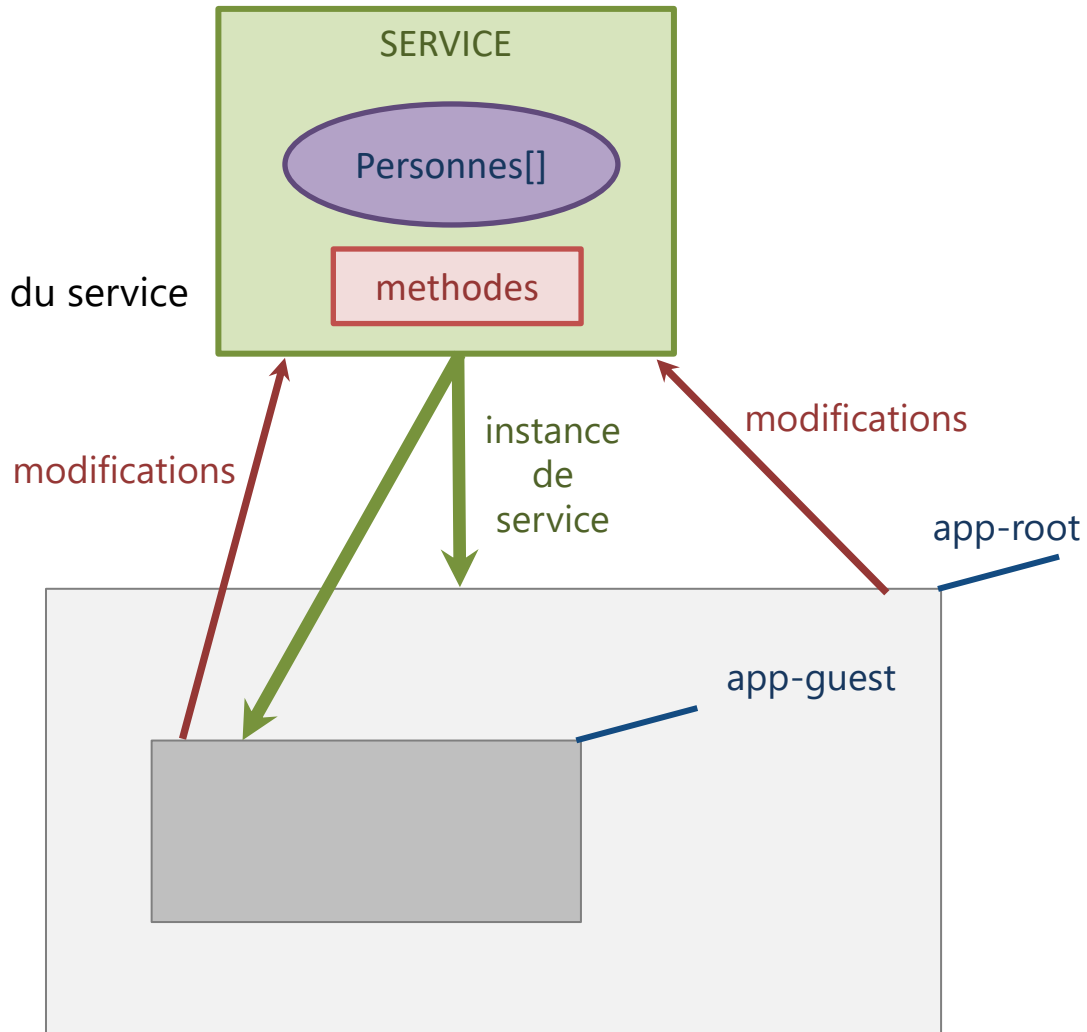 SERVICE
Personnes[]
methodes
du service
modifications
instance
de
service
modifications
app-root
app-guest